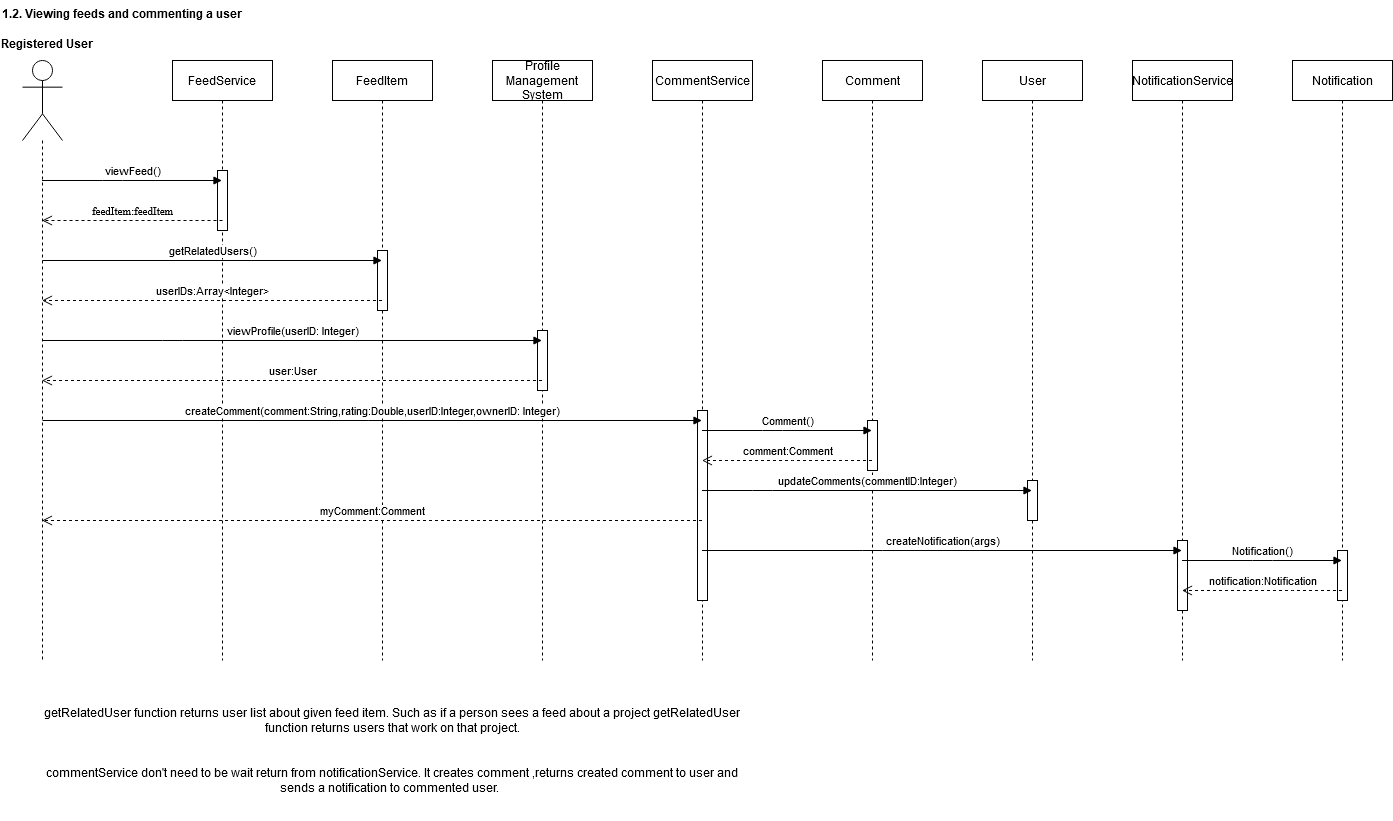 1.2. Viewing feeds and commenting a user
Registered User
FeedService
FeedItem
Profile
Management
System
CommentService
Comment
User
NotificationService
Notification
viewFeed()
feedItem:feedItem
getRelatedUsers()
userIDs:Array<Integer>
viewProfile(userID: Integer)
user:User
createComment(comment:String,rating:Double,userID:Integer,ownerID: Integer)
Comment()
comment:Comment
updateComments(commentID:Integer)
myComment:Comment
createNotification(args)
Notification()
notification:Notification
getRelatedUser function returns user list about given feed item. Such as if a person sees a feed about a project getRelatedUser
function returns users that work on that project.
commentService don't need to be wait return from notificationService. It creates comment ,returns created comment to user and
sends a notification to commented user.